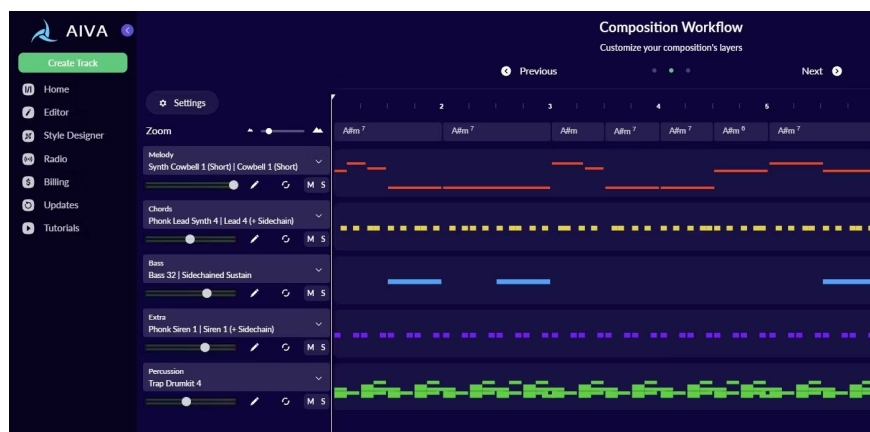 AIVA
Create Track
Home
Editor
Style Designer
Radio
Billing
Updates
Tutorials
Composition Workflow
Customize your composition's layers
Previous
Next
Settings
Zoom
2 3 4 5
A#m 7 A#m 7 A#m A#m 7 A#m 7 A#m 6 A#m 7
Melody
Synth Cowbell 1 (Short) | Cowbell 1 (Short)
M S
Chords
Phonk Lead Synth 4 | Lead 4 (+ Sidechain)
M S
Bass
Bass 32 | Sidechained Sustain
M S
Extra
Phonk Siren 1 | Siren 1 (+ Sidechain)
M S
Percussion
Trap Drumkit 4
M S